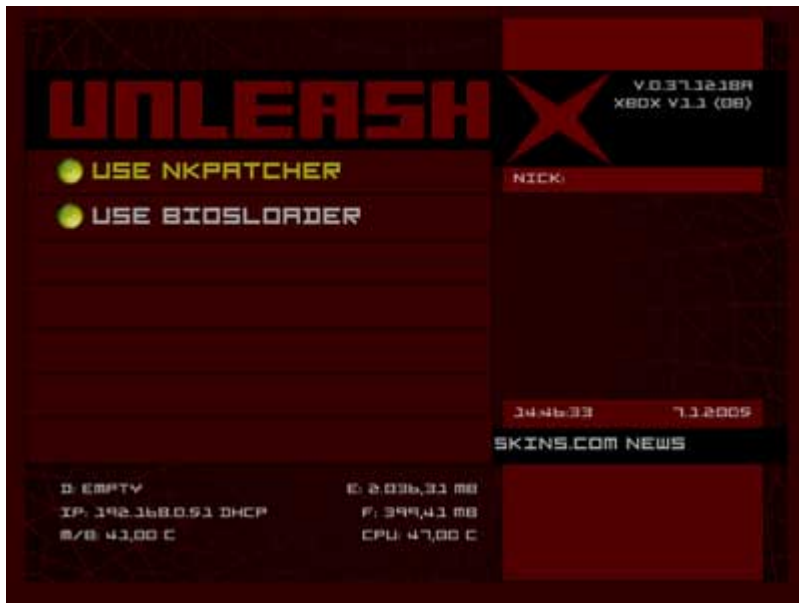 UNLEASH X
V.0.37.1218A
XBOX V1.1 (08)
USE NKPATCHER
NICK:
USE BIOSLOADER
14:46:33 7.1.2005
SKINS.COM NEWS
D: EMPTY E: 2.036,31 MB
IP: 192.168.0.51 DHCP F: 399,41 MB
M/B: 41,00 C CPU: 47,00 C